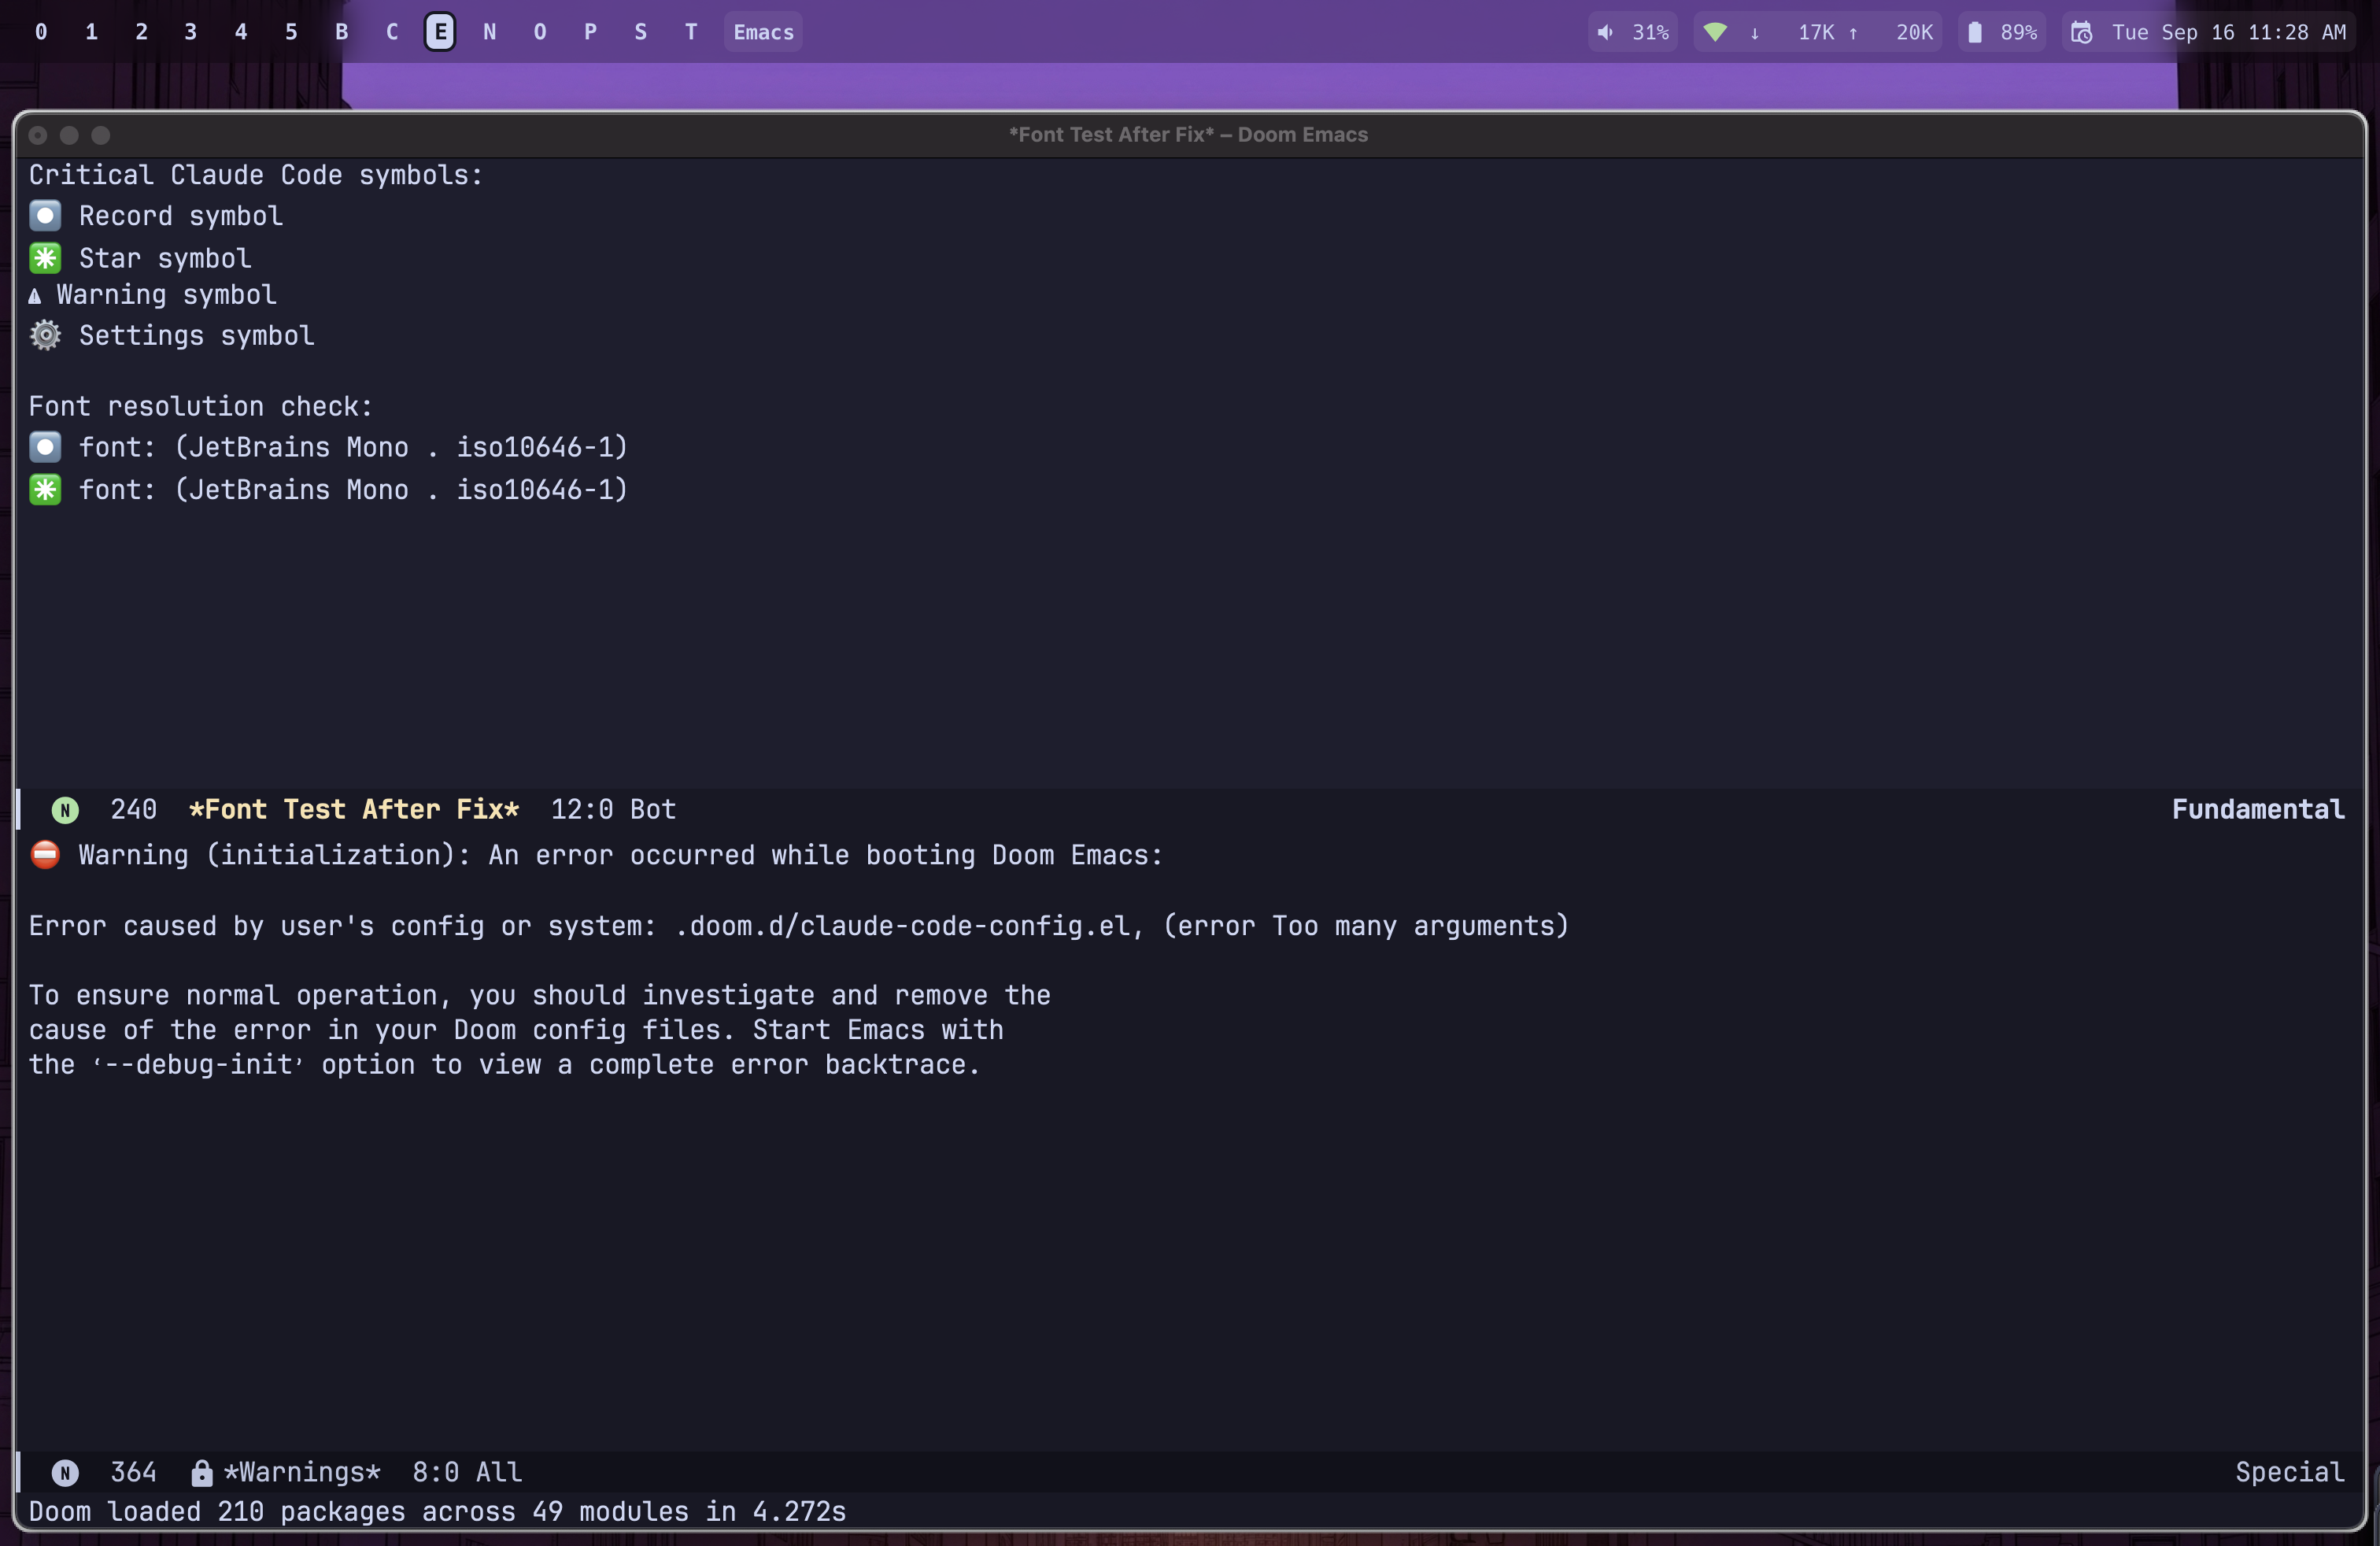 0 1 2 3 4 5 B C E N O P S T Emacs 31% ↓ 17K ↑ 20K 89% Tue Sep 16 11:28 AM
*Font Test After Fix* – Doom Emacs
Critical Claude Code symbols:
⏺️ Record symbol
✳️ Star symbol
⚠ Warning symbol
⚙️ Settings symbol
Font resolution check:
⏺️ font: (JetBrains Mono . iso10646-1)
✳️ font: (JetBrains Mono . iso10646-1)
N 240 *Font Test After Fix* 12:0 Bot Fundamental
⛔ Warning (initialization): An error occurred while booting Doom Emacs:
Error caused by user's config or system: .doom.d/claude-code-config.el, (error Too many arguments)
To ensure normal operation, you should investigate and remove the
cause of the error in your Doom config files. Start Emacs with
the ‘--debug-init’ option to view a complete error backtrace.
N 364 *Warnings* 8:0 All Special
Doom loaded 210 packages across 49 modules in 4.272s